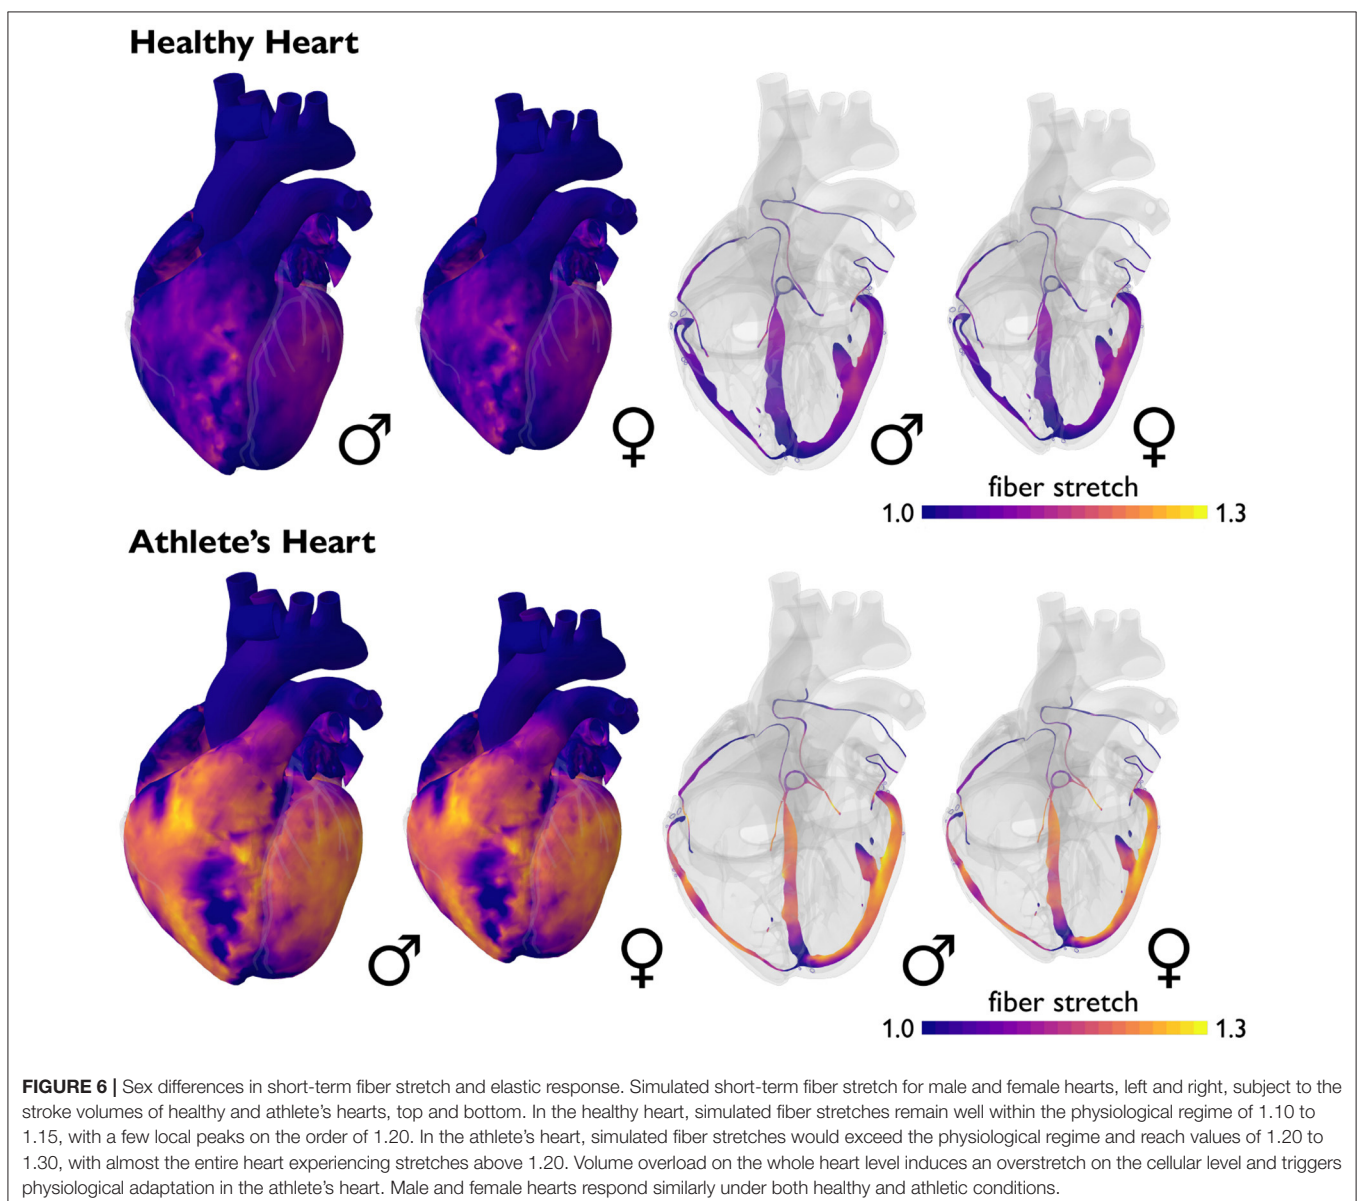 Healthy Heart
♂ ♀ ♂ ♀
fiber stretch
1.0 1.3
Athlete's Heart
♂ ♀ ♂ ♀
fiber stretch
1.0 1.3
FIGURE 6 | Sex differences in short-term fiber stretch and elastic response. Simulated short-term fiber stretch for male and female hearts, left and right, subject to the
stroke volumes of healthy and athlete's hearts, top and bottom. In the healthy heart, simulated fiber stretches remain well within the physiological regime of 1.10 to
1.15, with a few local peaks on the order of 1.20. In the athlete's heart, simulated fiber stretches would exceed the physiological regime and reach values of 1.20 to
1.30, with almost the entire heart experiencing stretches above 1.20. Volume overload on the whole heart level induces an overstretch on the cellular level and triggers
physiological adaptation in the athlete's heart. Male and female hearts respond similarly under both healthy and athletic conditions.